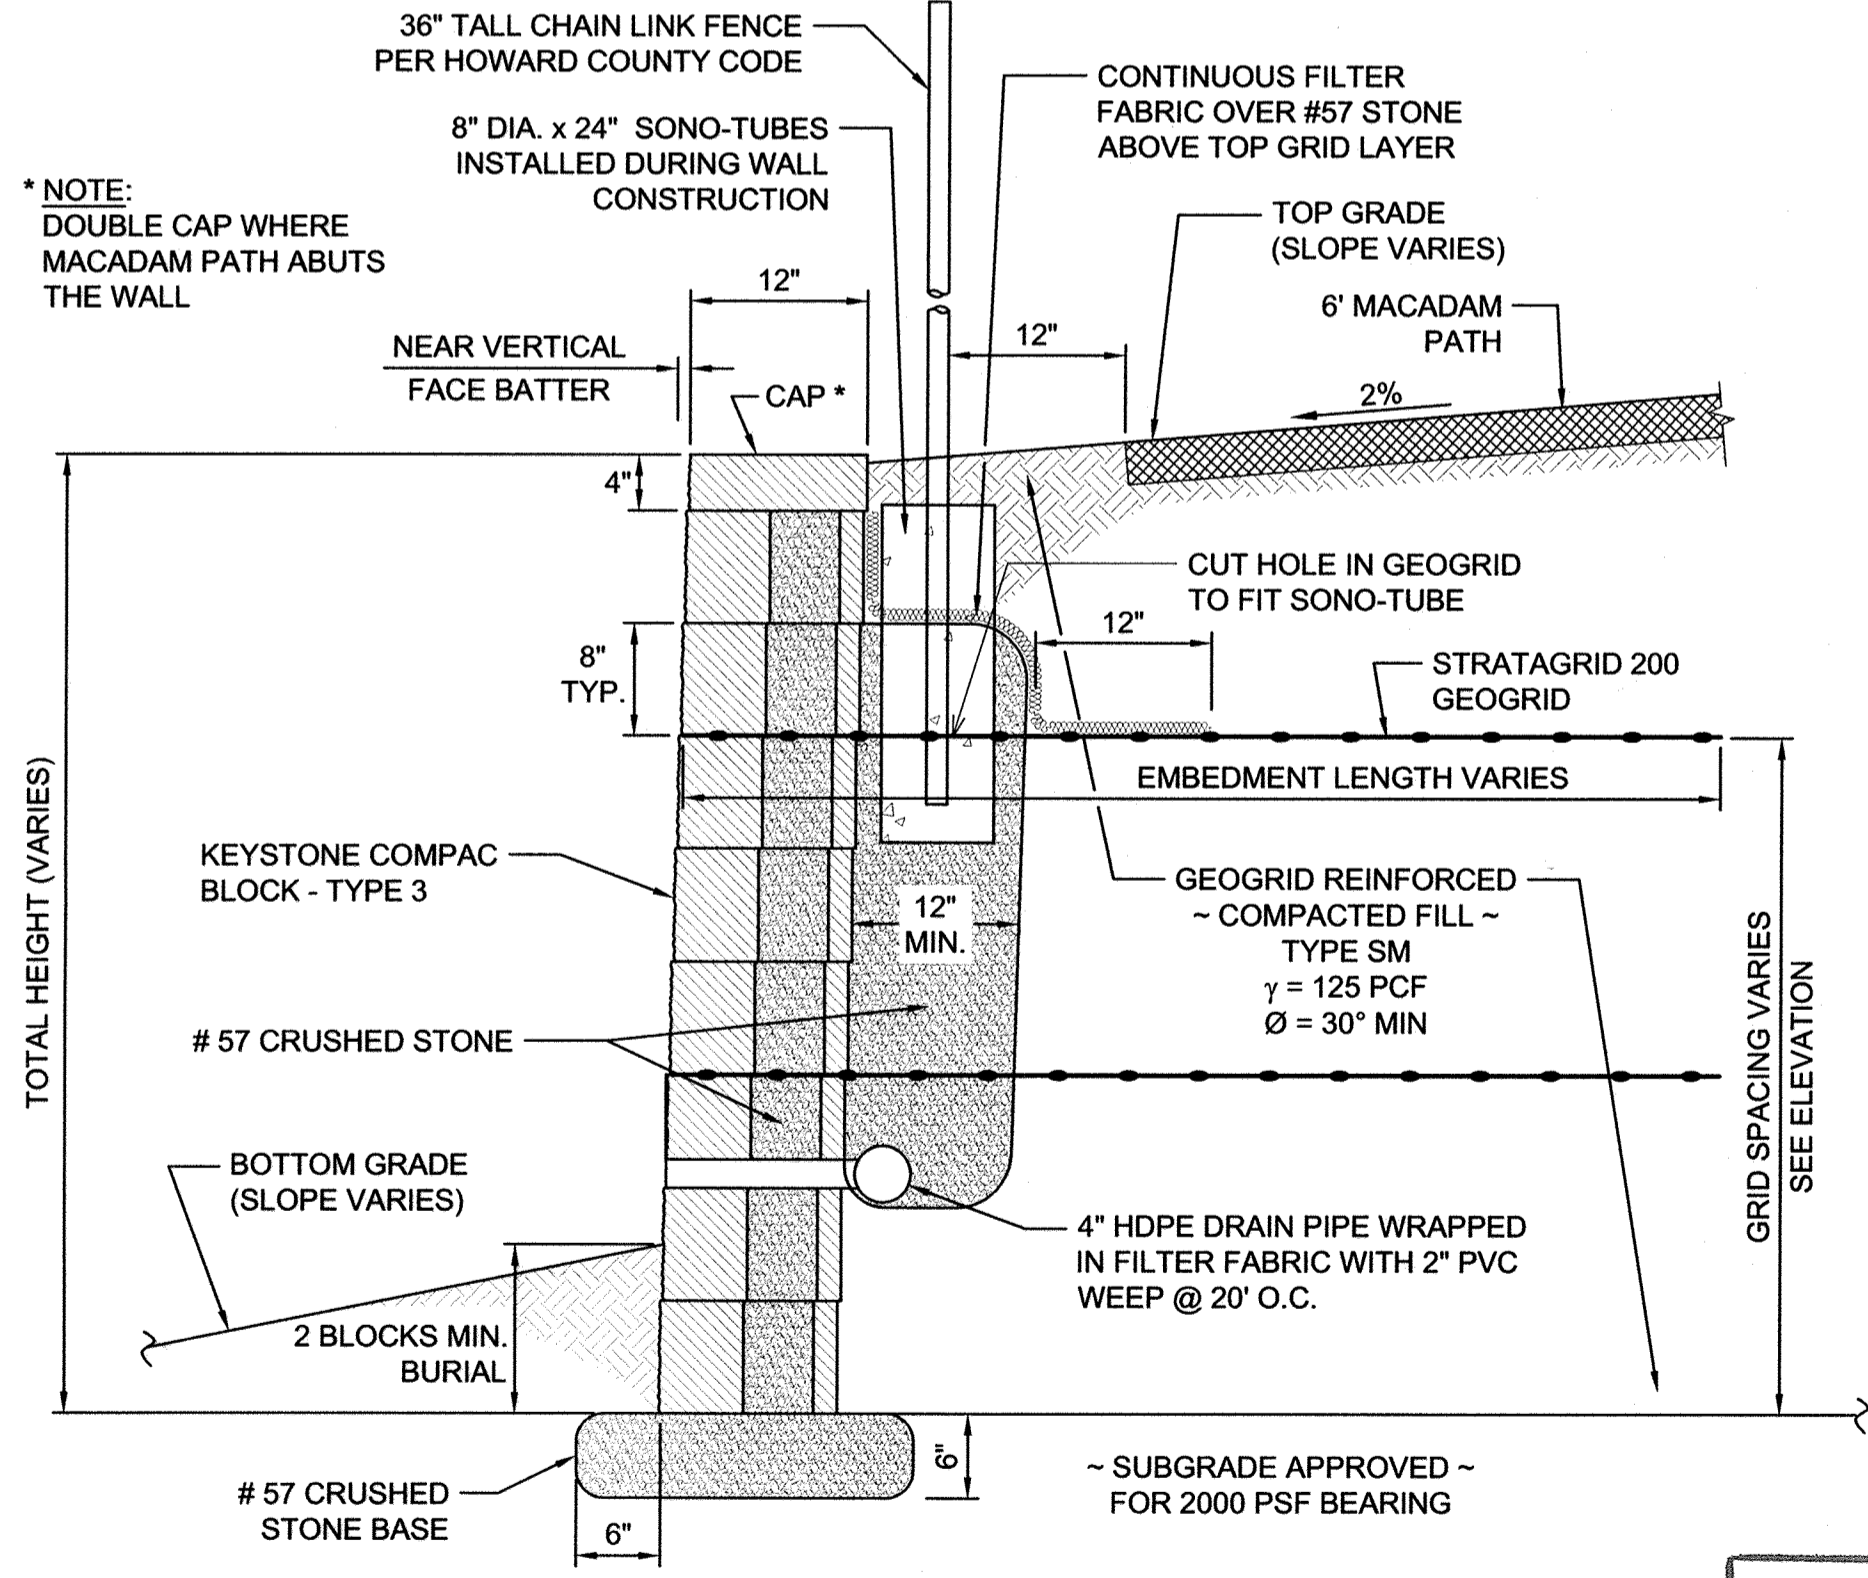 36" TALL CHAIN LINK FENCE
PER HOWARD COUNTY CODE
8" DIA. x 24" SONO-TUBES
INSTALLED DURING WALL
CONSTRUCTION
* NOTE:
DOUBLE CAP WHERE
MACADAM PATH ABUTS
THE WALL
CONTINUOUS FILTER
FABRIC OVER #57 STONE
ABOVE TOP GRID LAYER
TOP GRADE
(SLOPE VARIES)
6' MACADAM
PATH
12"
12"
NEAR VERTICAL
FACE BATTER
CAP *
2%
4"
CUT HOLE IN GEOGRID
TO FIT SONO-TUBE
12"
8"
TYP.
STRATAGRID 200
GEOGRID
EMBEDMENT LENGTH VARIES
TOTAL HEIGHT (VARIES)
KEYSTONE COMPAC
BLOCK - TYPE 3
12"
MIN.
GEOGRID REINFORCED
~ COMPACTED FILL ~
TYPE SM
γ = 125 PCF
Ø = 30° MIN
GRID SPACING VARIES
SEE ELEVATION
# 57 CRUSHED STONE
BOTTOM GRADE
(SLOPE VARIES)
4" HDPE DRAIN PIPE WRAPPED
IN FILTER FABRIC WITH 2" PVC
WEEP @ 20' O.C.
2 BLOCKS MIN.
BURIAL
6"
~ SUBGRADE APPROVED ~
FOR 2000 PSF BEARING
# 57 CRUSHED
STONE BASE
6"